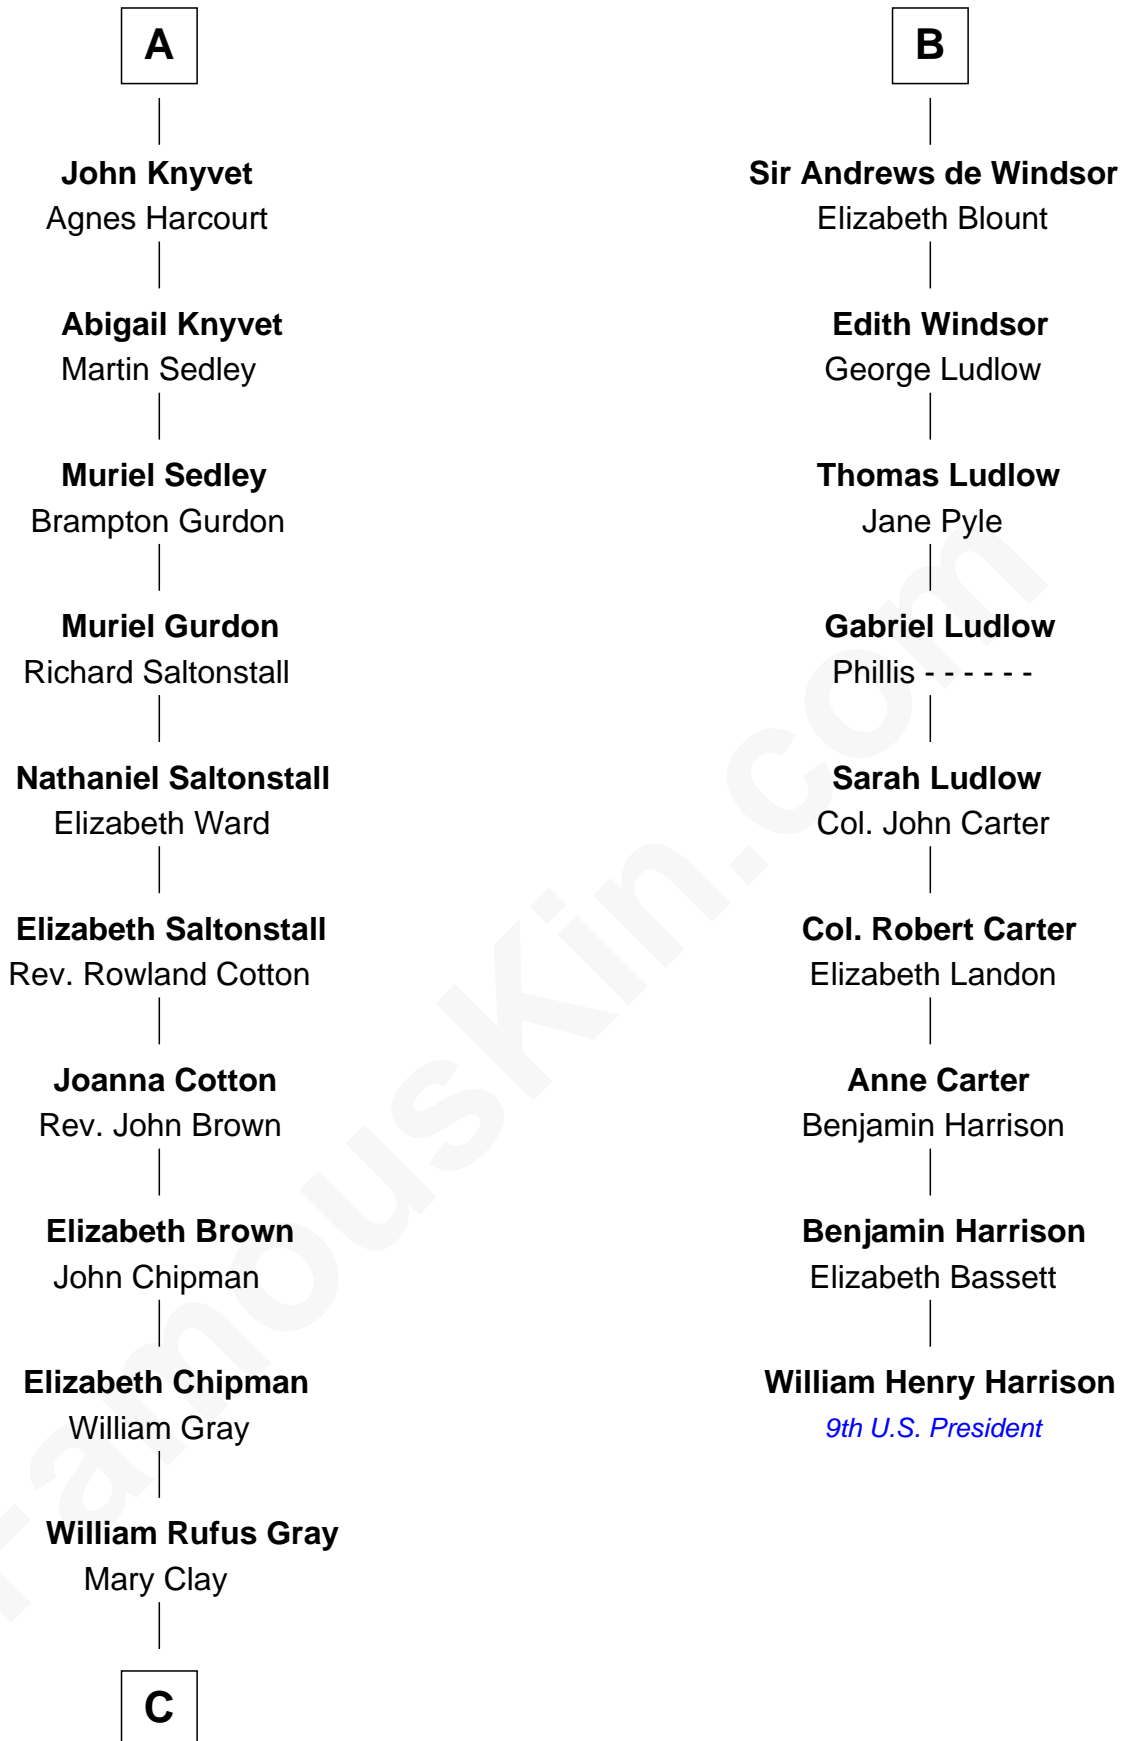 A
John Knyvet
Agnes Harcourt
Abigail Knyvet
Martin Sedley
Muriel Sedley
Brampton Gurdon
Muriel Gurdon
Richard Saltonstall
Nathaniel Saltonstall
Elizabeth Ward
Elizabeth Saltonstall
Rev. Rowland Cotton
Joanna Cotton
Rev. John Brown
Elizabeth Brown
John Chipman
Elizabeth Chipman
William Gray
William Rufus Gray
Mary Clay
C
B
Sir Andrews de Windsor
Elizabeth Blount
Edith Windsor
George Ludlow
Thomas Ludlow
Jane Pyle
Gabriel Ludlow
Phillis - - - - - -
Sarah Ludlow
Col. John Carter
Col. Robert Carter
Elizabeth Landon
Anne Carter
Benjamin Harrison
Benjamin Harrison
Elizabeth Bassett
William Henry Harrison
9th U.S. President
FamousKin.com